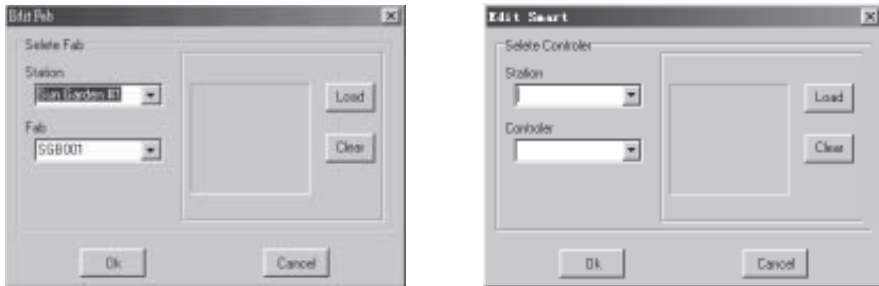 Edit Fab
Selete Fab
Station
Sun Garden B1
Fab
SGB001
Load
Clear
Ok
Cancel
Edit Smart
Selete Controler
Station
Controler
Load
Clear
Ok
Cancel